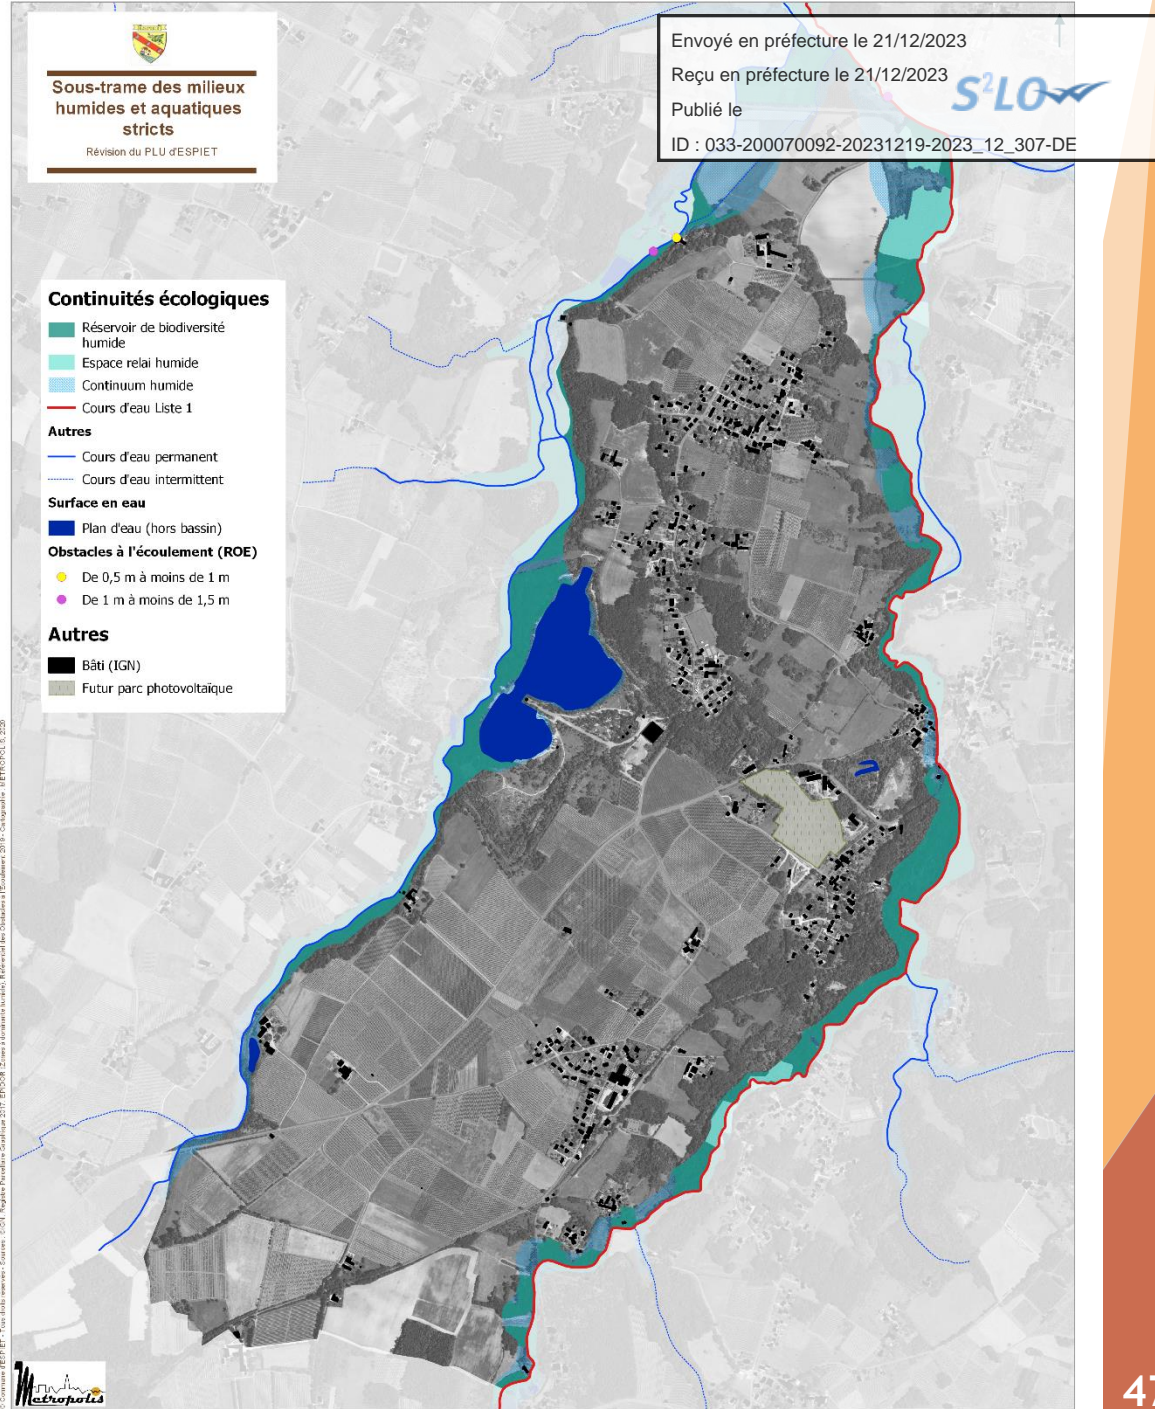 Envoyé en préfecture le 21/12/2023
Reçu en préfecture le 21/12/2023
Publié le
S²LO
ID : 033-200070092-20231219-2023_12_307-DE
Sous-trame des milieux
humides et aquatiques
stricts
Révision du PLU d'ESPIET
Continuités écologiques
Réservoir de biodiversité
humide
Espace relai humide
Continuum humide
Cours d'eau Liste 1
Autres
Cours d'eau permanent
Cours d'eau intermittent
Surface en eau
Plan d'eau (hors bassin)
Obstacles à l'écoulement (ROE)
De 0,5 m à moins de 1 m
De 1 m à moins de 1,5 m
Autres
Bâti (IGN)
Futur parc photovoltaïque
Metropolis
47